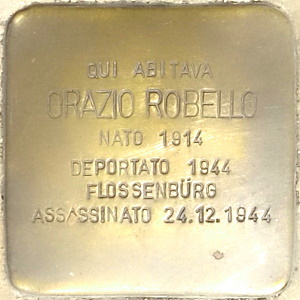 QUI ABITAVA
ORAZIO ROBELLO
NATO 1914
DEPORTATO 1944
FLOSSENBÜRG
ASSASSINATO 24.12.1944